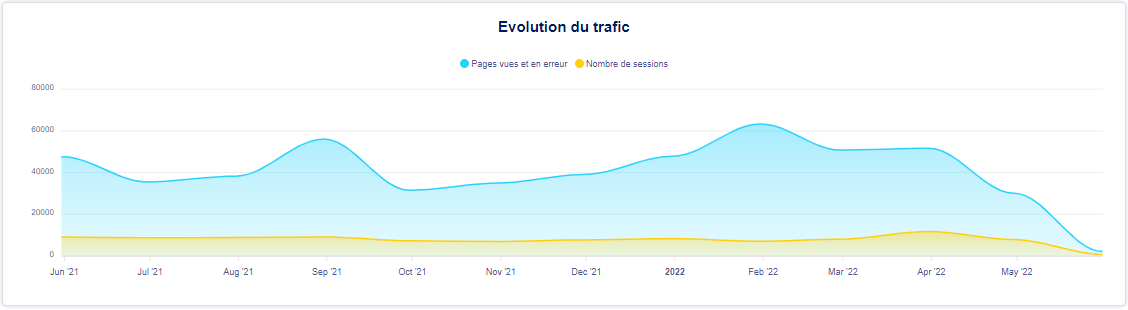 Evolution du trafic
Pages vues et en erreur Nombre de sessions
80000
60000
40000
20000
0
Jun '21 Jul '21 Aug '21 Sep '21 Oct '21 Nov '21 Dec '21 2022 Feb '22 Mar '22 Apr '22 May '22